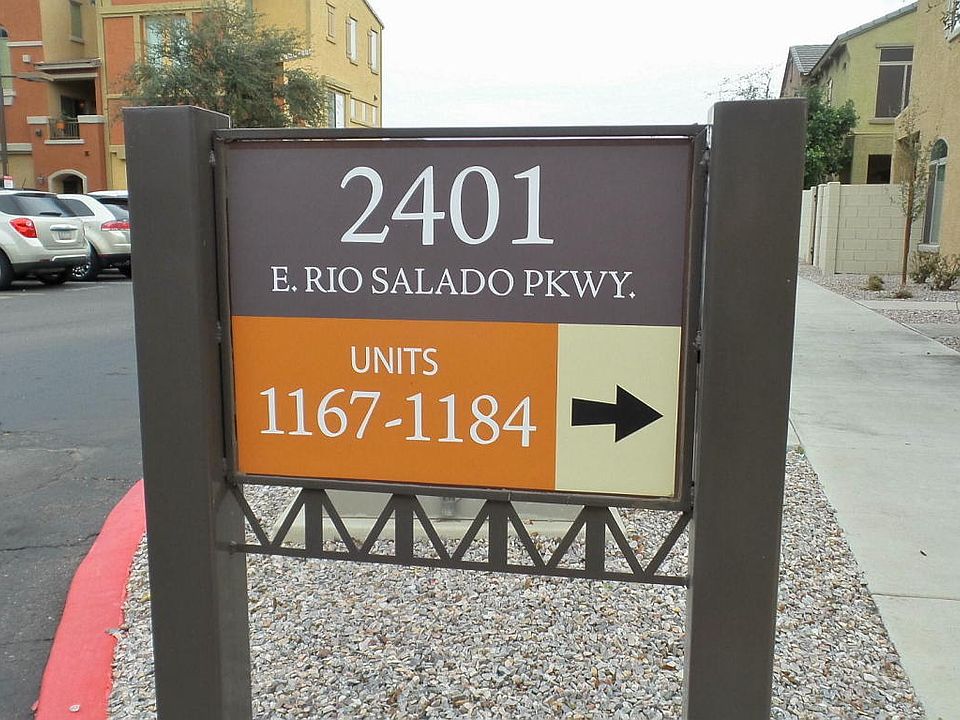 2401
E. RIO SALADO PKWY.
UNITS
1167-1184